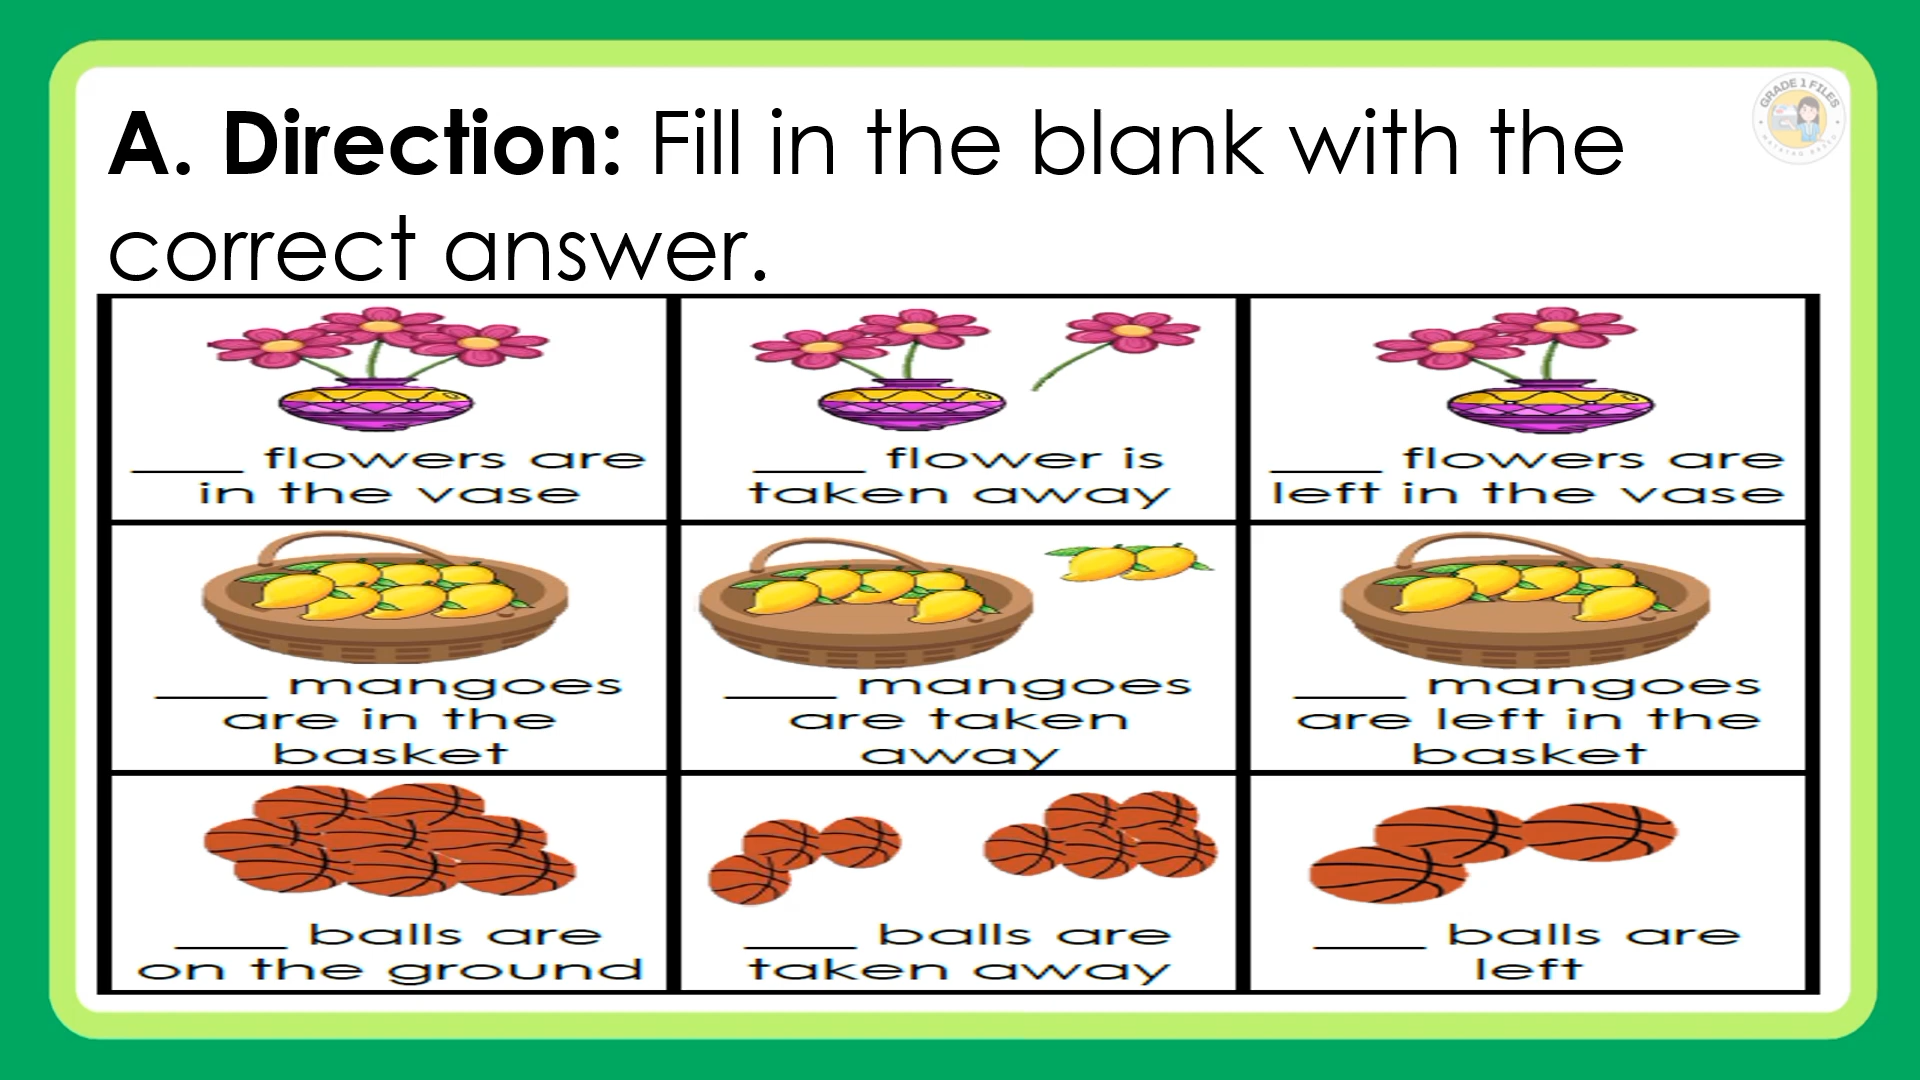 A. Direction: Fill in the blank with the
correct answer.
GRADE 1 FILES
____ flowers are
in the vase
____ flower is
taken away
____ flowers are
left in the vase
____ mangoes
are in the
basket
____ mangoes
are taken
away
____ mangoes
are left in the
basket
____ balls are
on the ground
____ balls are
taken away
____ balls are
left